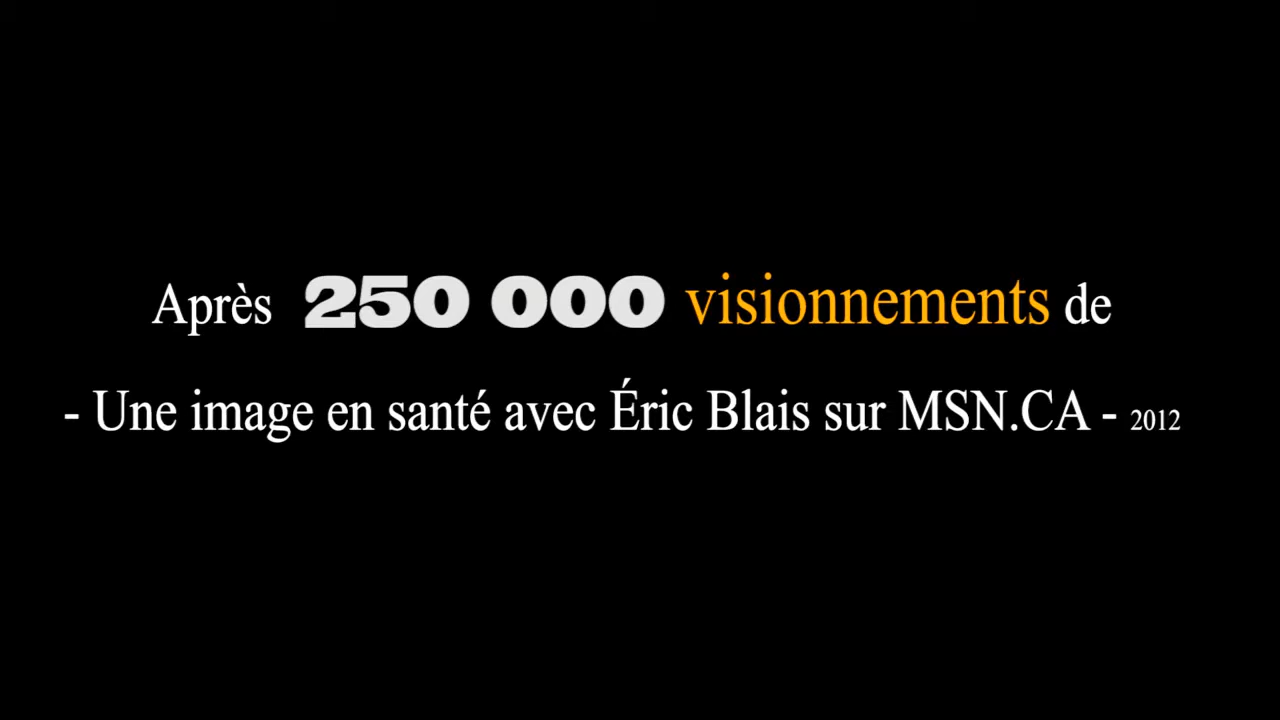 Après 250 000 visionnements de
- Une image en santé avec Éric Blais sur MSN.CA - 2012